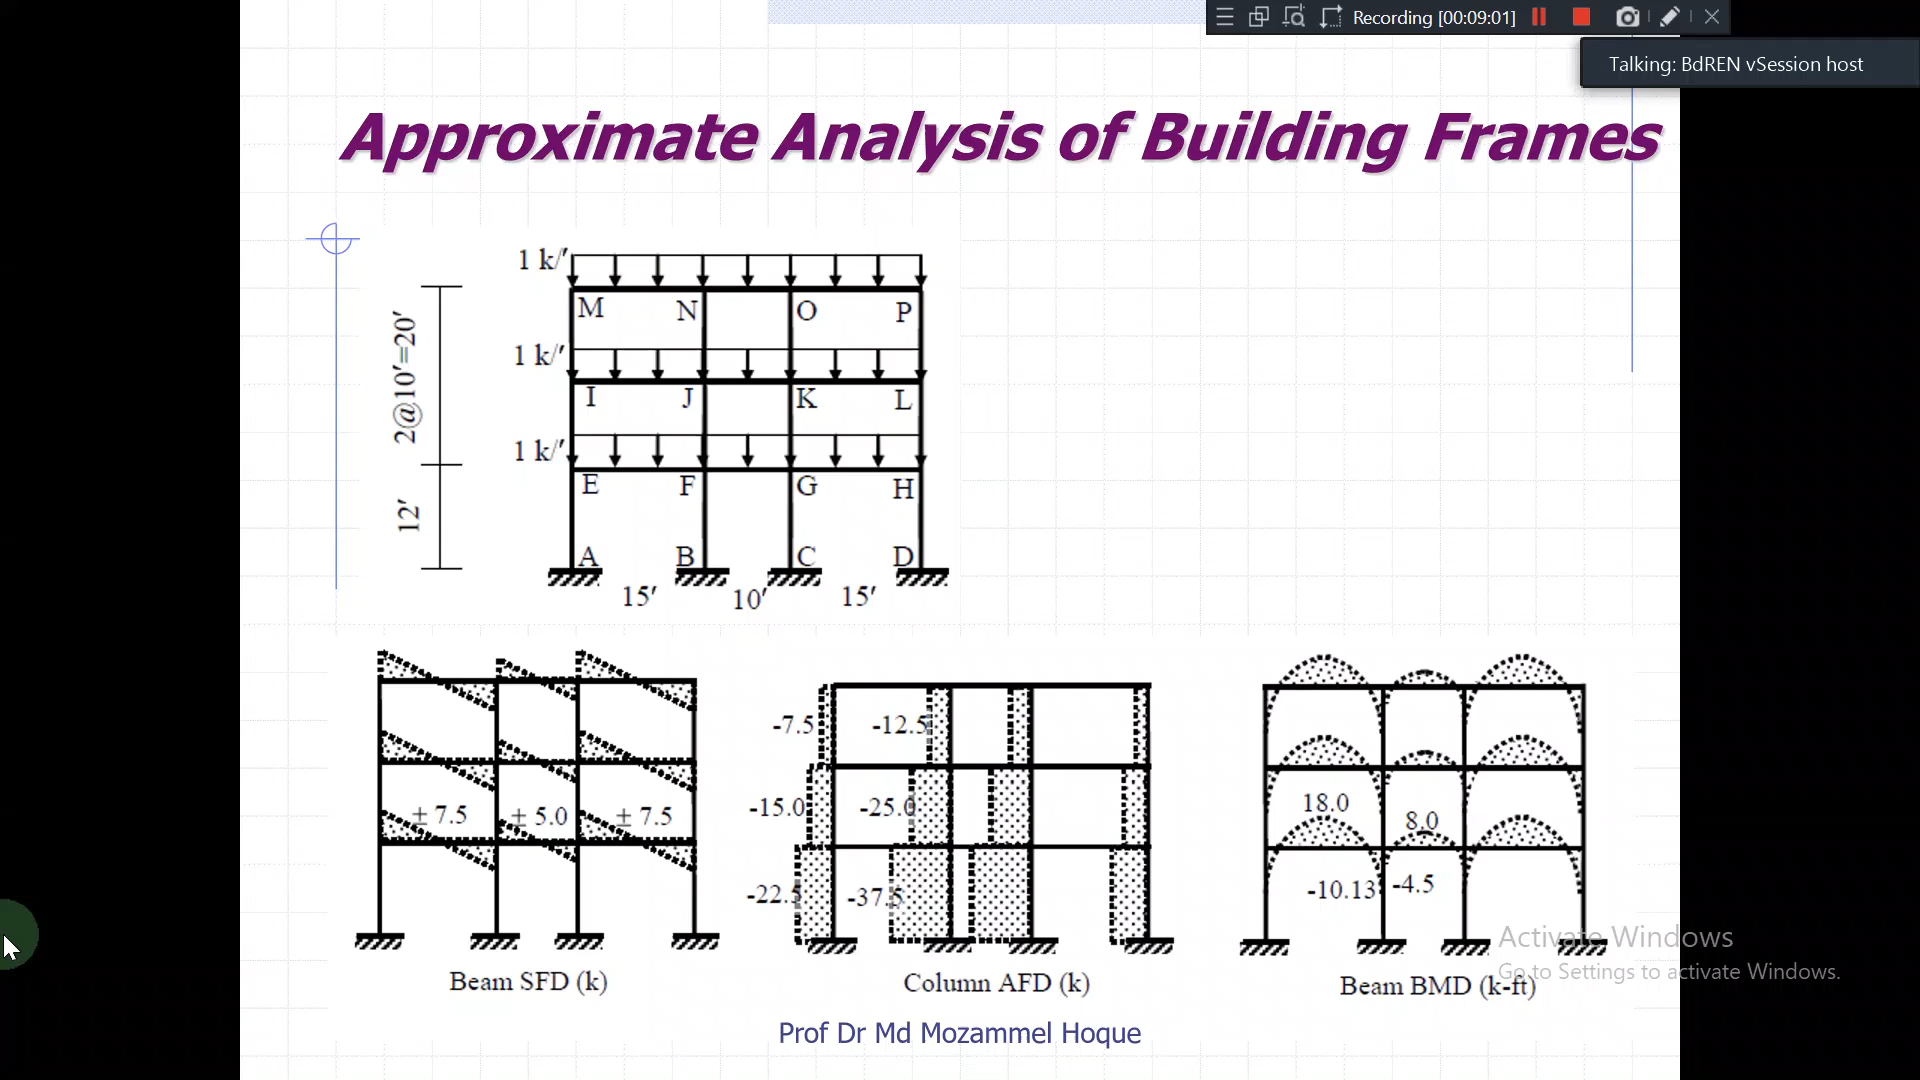 Recording [00:09:01]
Talking: BdREN vSession host
Approximate Analysis of Building Frames
1 k/′
M N O P
2@10′=20′
1 k/′
I J K L
1 k/′
E F G H
12′
A B C D
15′ 10′ 15′
± 7.5 ± 5.0 ± 7.5
Beam SFD (k)
-7.5 -12.5
-15.0 -25.0
-22.5 -37.5
Column AFD (k)
18.0 8.0
-10.13 -4.5
Beam BMD (k-ft)
Activate Windows
Go to Settings to activate Windows.
Prof Dr Md Mozammel Hoque